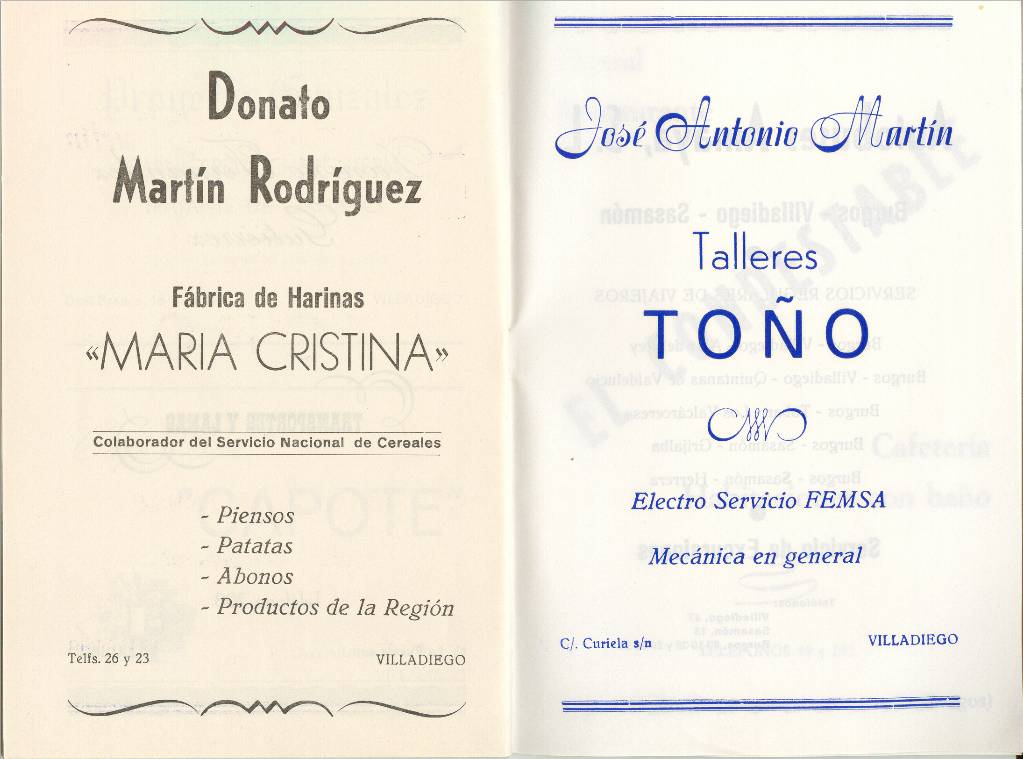 Donato
Martín Rodríguez
Fábrica de Harinas
«MARIA CRISTINA»
Colaborador del Servicio Nacional de Cereales
- Piensos
- Patatas
- Abonos
- Productos de la Región
Telfs. 26 y 23 VILLADIEGO
José Antonio Martín
Talleres
TOÑO
Electro Servicio FEMSA
Mecánica en general
C/. Curiela s/n VILLADIEGO